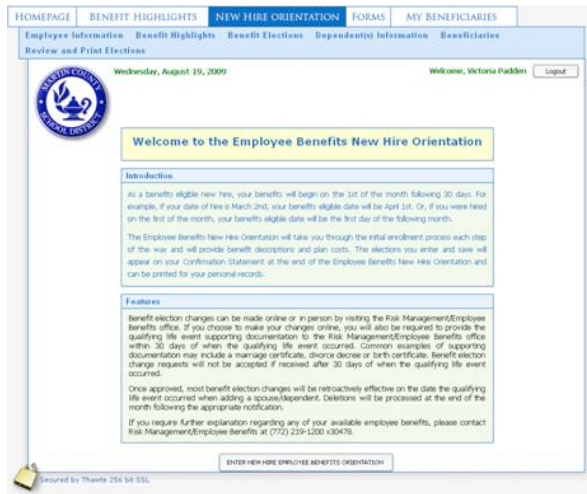 HOMEPAGE BENEFIT HIGHLIGHTS NEW HIRE ORIENTATION FORMS MY BENEFICIARIES
Employee Information Benefit Highlights Benefit Elections Dependent(s) Information Beneficiaries
Review and Print Elections
MARTIN COUNTY
SCHOOL DISTRICT
Wednesday, August 19, 2009
Welcome, Victoria Padden
Logout
Welcome to the Employee Benefits New Hire Orientation
Introduction
As a benefits eligible new hire, your benefits will begin on the 1st of the month following 30 days. For
example, if your date of hire is March 2nd, your benefits eligible date will be April 1st. Or, if you were hired
on the first of the month, your benefits eligible date will be the first day of the following month.
The Employee Benefits New Hire Orientation will take you through the initial enrollment process each step
of the way and will provide benefit descriptions and plan costs. The elections you enter and save will
appear on your Confirmation Statement at the end of the Employee Benefits New Hire Orientation and
can be printed for your personal records.
Features
Benefit election changes can be made online or in person by visiting the Risk Management/Employee
Benefits office. If you choose to make your changes online, you will also be required to provide the
qualifying life event supporting documentation to the Risk Management/Employee Benefits office
within 30 days of when the qualifying life event occurred. Common examples of supporting
documentation may include a marriage certificate, divorce decree or birth certificate. Benefit election
change requests will not be accepted if received after 30 days of when the qualifying life event
occurred.
Once approved, most benefit election changes will be retroactively effective on the date the qualifying
life event occurred when adding a spouse/dependent. Deletions will be processed at the end of the
month following the appropriate notification.
If you require further explanation regarding any of your available employee benefits, please contact
Risk Management/Employee Benefits at (772) 219-1200 x30478.
ENTER NEW HIRE EMPLOYEE BENEFITS ORIENTATION
Secured by Thawte 256 bit SSL